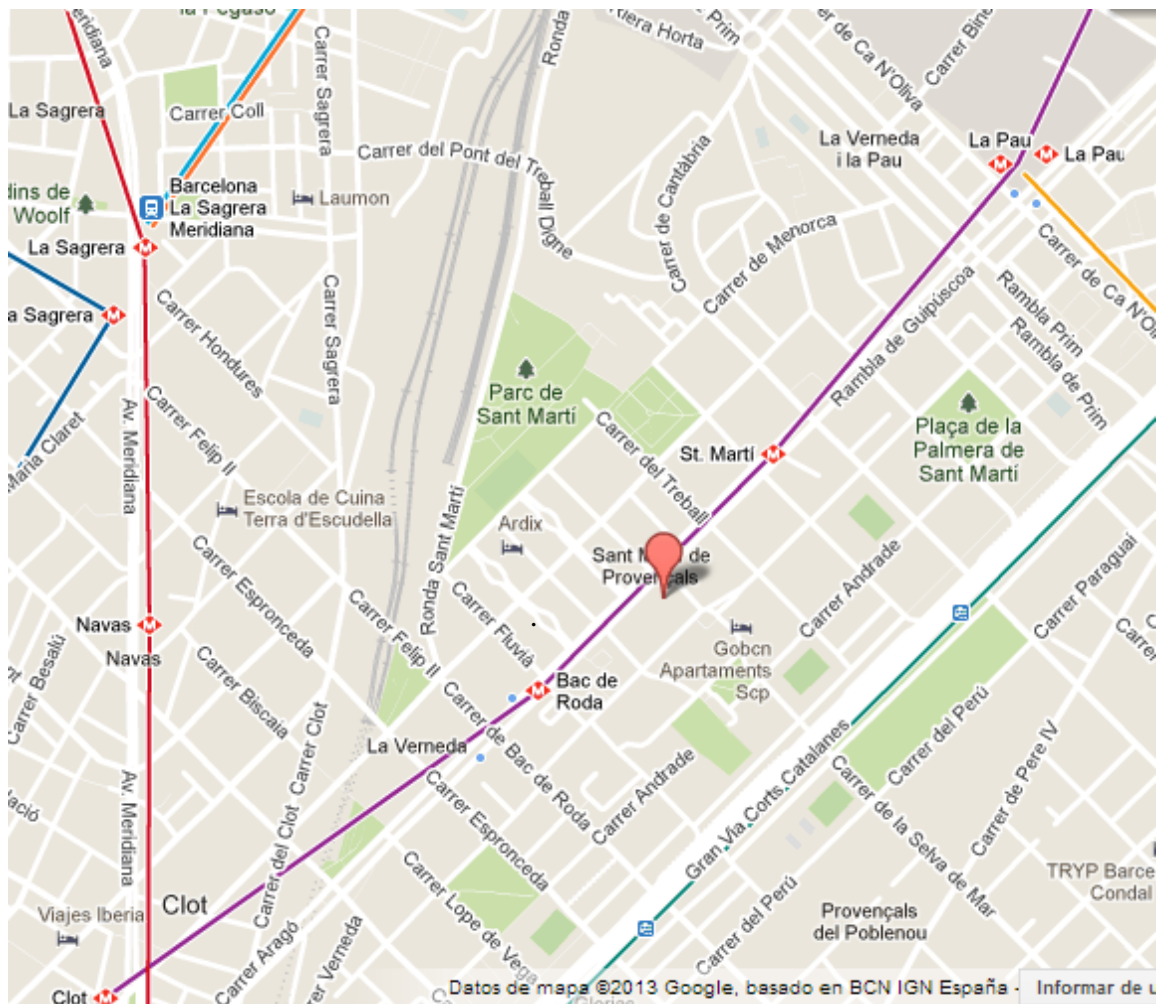 la Pegaso
Meridiana
Carrer Sagrera
Ronda
Riera Horta
Prim
Carrer de Ca N'Oliva
Carrer Bine
La Sagrera
Carrer Coll
Carrer del Pont del Treball Digne
Carrer de Cantàbria
La Verneda
i la Pau
La Pau
La Pau
dins de
Woolf
Barcelona
La Sagrera
Meridiana
Laumon
La Sagrera
Carrer de Menorca
Carrer de Ca N'Oli
a Sagrera
Carrer Hondures
Carrer Sagrera
Rambla de Guipúscoa
Rambla Prim
Rambla de Prim
Parc de
Sant Martí
Plaça de la
Palmera de
Sant Martí
Maria Claret
Av. Meridiana
Carrer Felip II
Carrer del Treball
St. Martí
Escola de Cuina
Terra d'Escudella
Ronda Sant Martí
Ardix
Sant M de
Provençals
Carrer Andrade
Carrer Paraguai
Carrer Espronceda
Carrer Felip II
Carrer Fluvià
Navas
Navas
Gobcn
Apartaments
Scp
Carrer Besalú
Carrer Biscaia
Bac de
Roda
Carrer de Bac de Roda
La Verneda
Carrer Clot
Carrer del Clot
Carrer Andrade
Gran Via Corts Catalanes
Carrer del Perú
Carrer de Pere IV
Carrer de la Selva de Mar
Av. Meridiana
Carrer Espronceda
Carrer Lope de Vega
TRYP Barce
Condal
Viajes Iberia
Clot
Carrer Aragó
Carrer Verneda
Carrer del Perú
Provençals
del Poblenou
Clot
Datos de mapa ©2013 Google, basado en BCN IGN España -
Informar de u